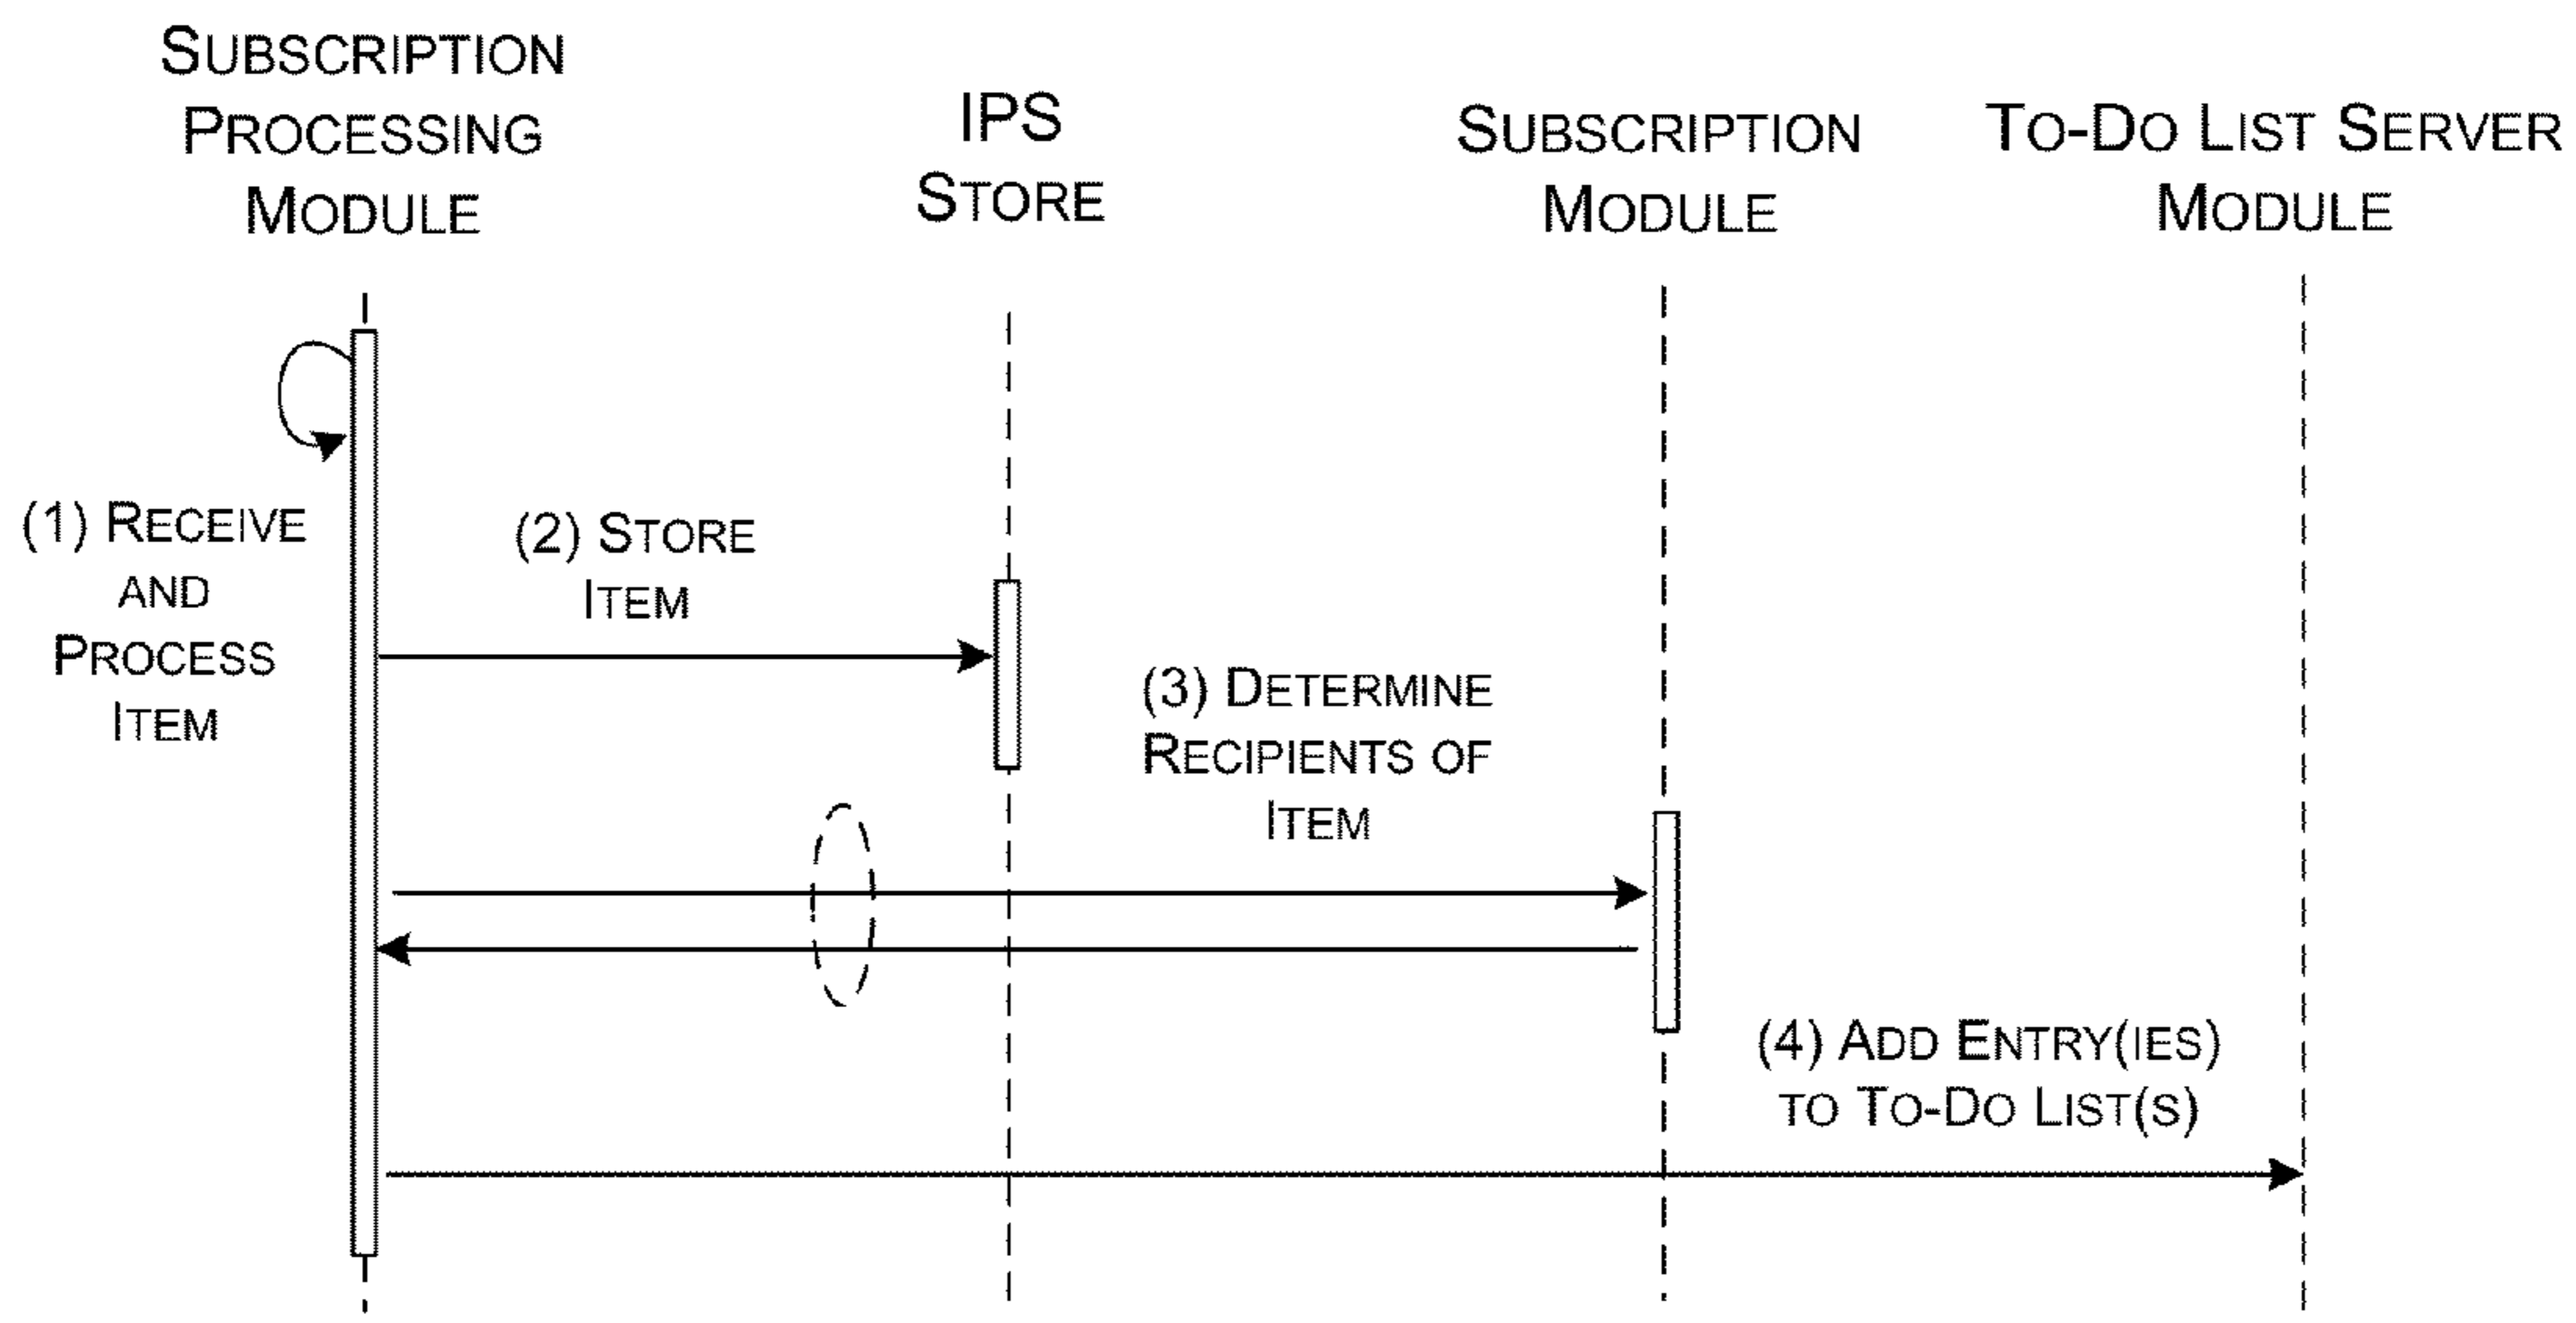 SUBSCRIPTION
PROCESSING
MODULE
IPS
STORE
SUBSCRIPTION
MODULE
TO-DO LIST SERVER
MODULE
(1) RECEIVE
AND
PROCESS
ITEM
(2) STORE
ITEM
(3) DETERMINE
RECIPIENTS OF
ITEM
(4) ADD ENTRY(IES)
TO TO-DO LIST(S)